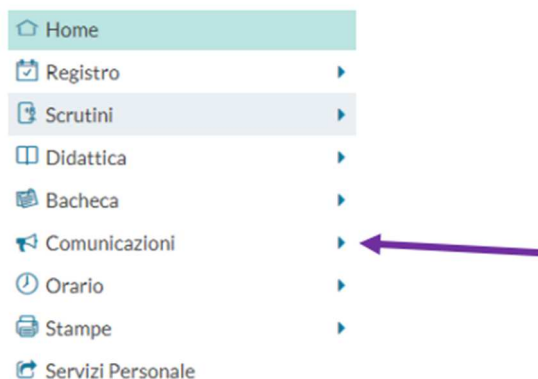 Home
Registro
Scrutini
Didattica
Bacheca
Comunicazioni
Orario
Stampe
Servizi Personale